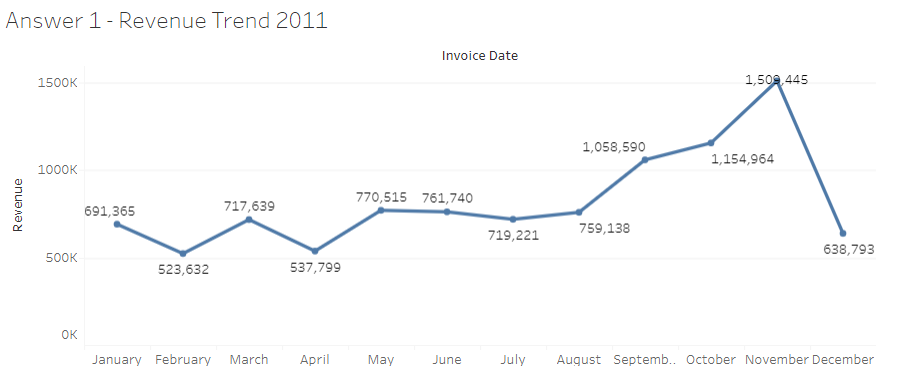 Answer 1 - Revenue Trend 2011
Invoice Date
1500K
1000K
500K
0K
Revenue
691,365
523,632
717,639
537,799
770,515
761,740
719,221
759,138
1,058,590
1,154,964
1,509,445
638,793
January February March April May June July August Septemb.. October November December